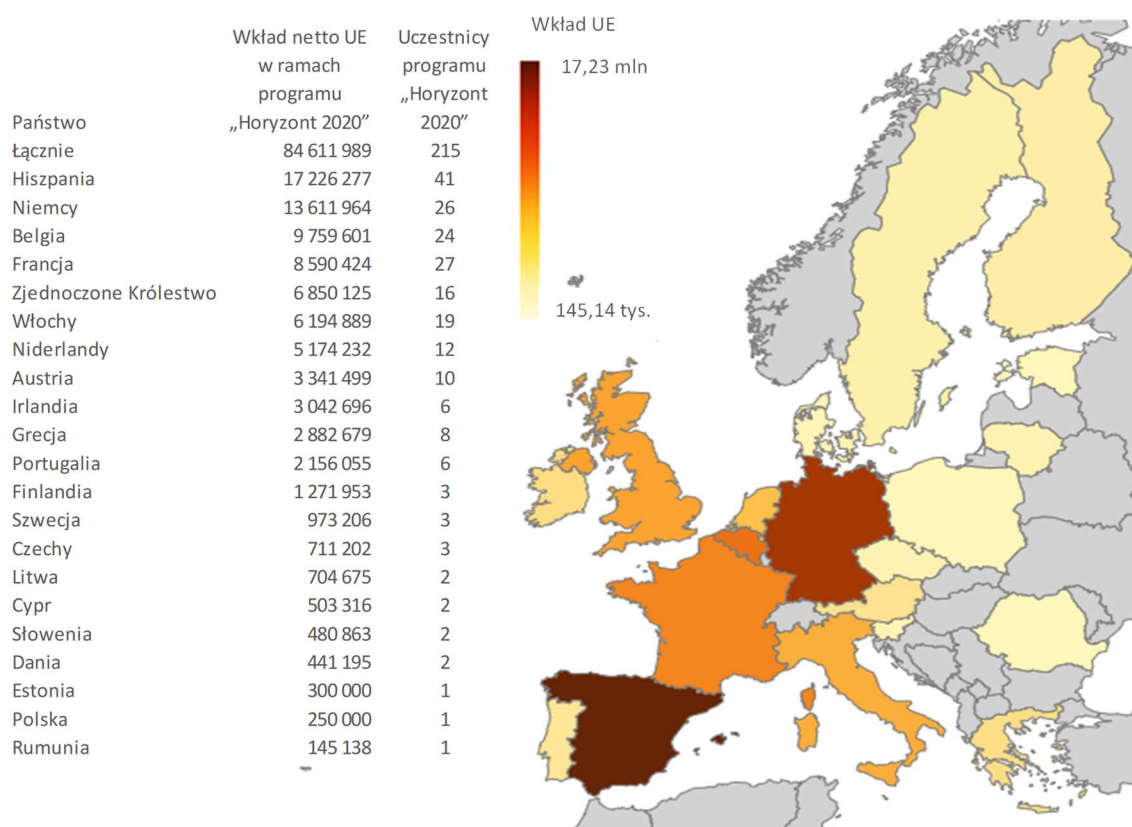 Wkład netto UE
w ramach
programu
„Horyzont 2020”
Uczestnicy
programu
„Horyzont
2020”
Państwo
Łącznie 84 611 989 215
Hiszpania 17 226 277 41
Niemcy 13 611 964 26
Belgia 9 759 601 24
Francja 8 590 424 27
Zjednoczone Królestwo 6 850 125 16
Włochy 6 194 889 19
Niderlandy 5 174 232 12
Austria 3 341 499 10
Irlandia 3 042 696 6
Grecja 2 882 679 8
Portugalia 2 156 055 6
Finlandia 1 271 953 3
Szwecja 973 206 3
Czechy 711 202 3
Litwa 704 675 2
Cypr 503 316 2
Słowenia 480 863 2
Dania 441 195 2
Estonia 300 000 1
Polska 250 000 1
Rumunia 145 138 1
Wkład UE
17,23 mln
145,14 tys.